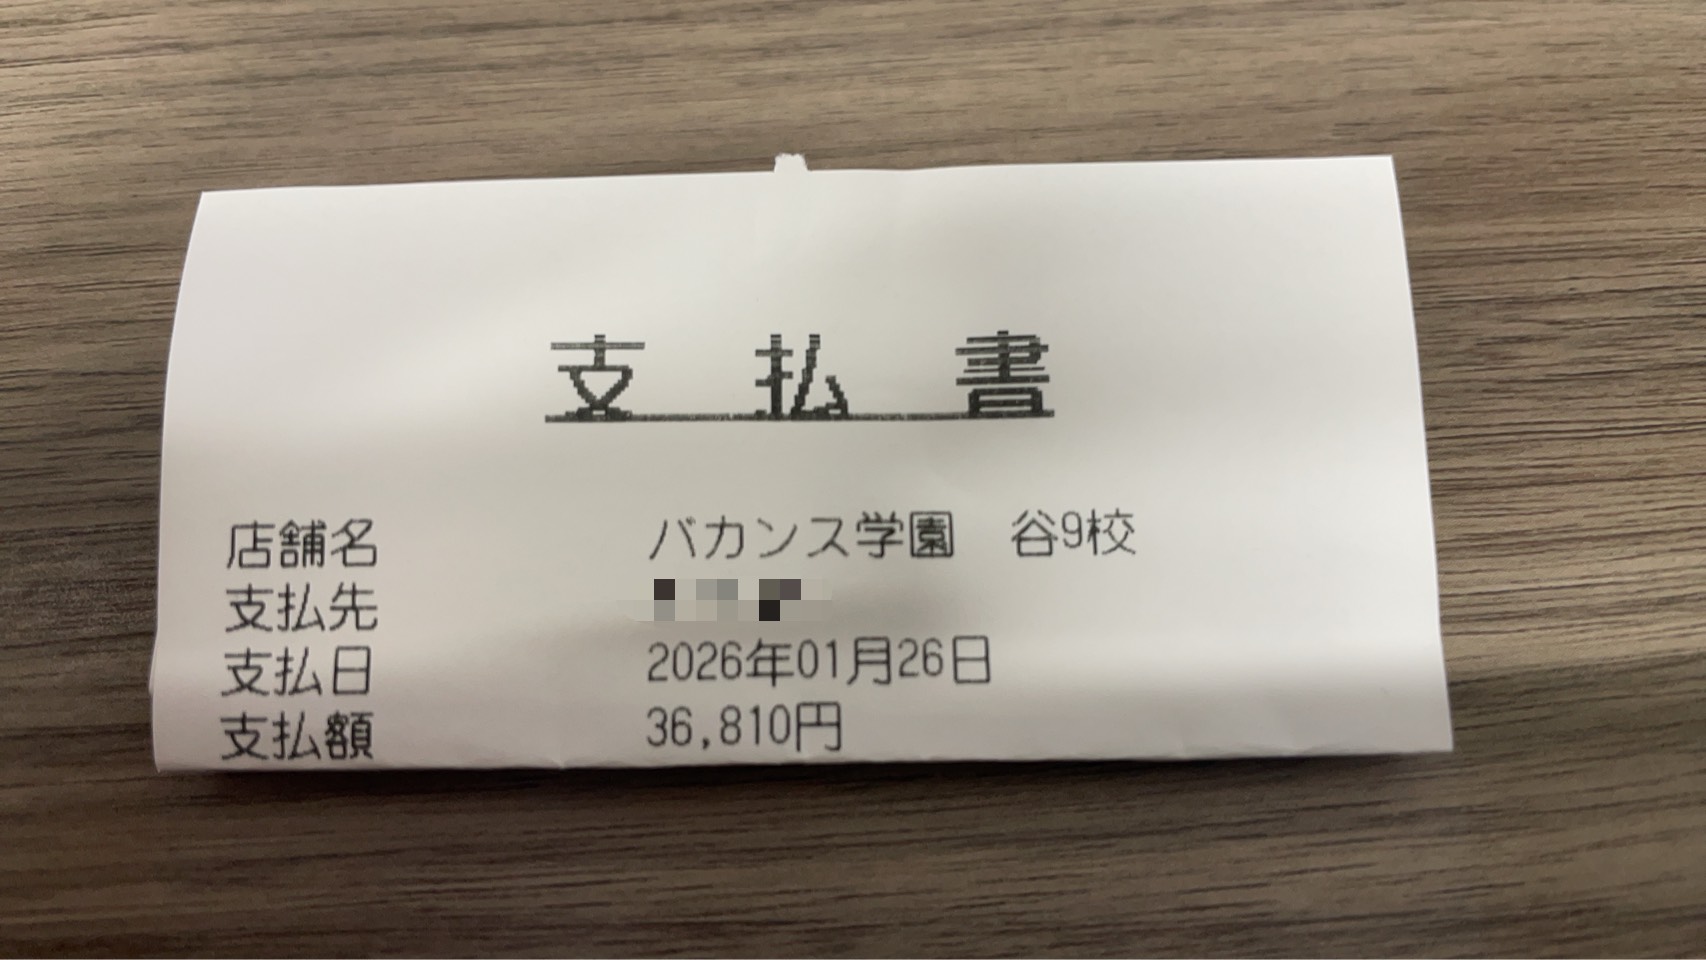 支払書
店舗名 バカンス学園 谷9校
支払先
支払日 2026年01月26日
支払額 36,810円